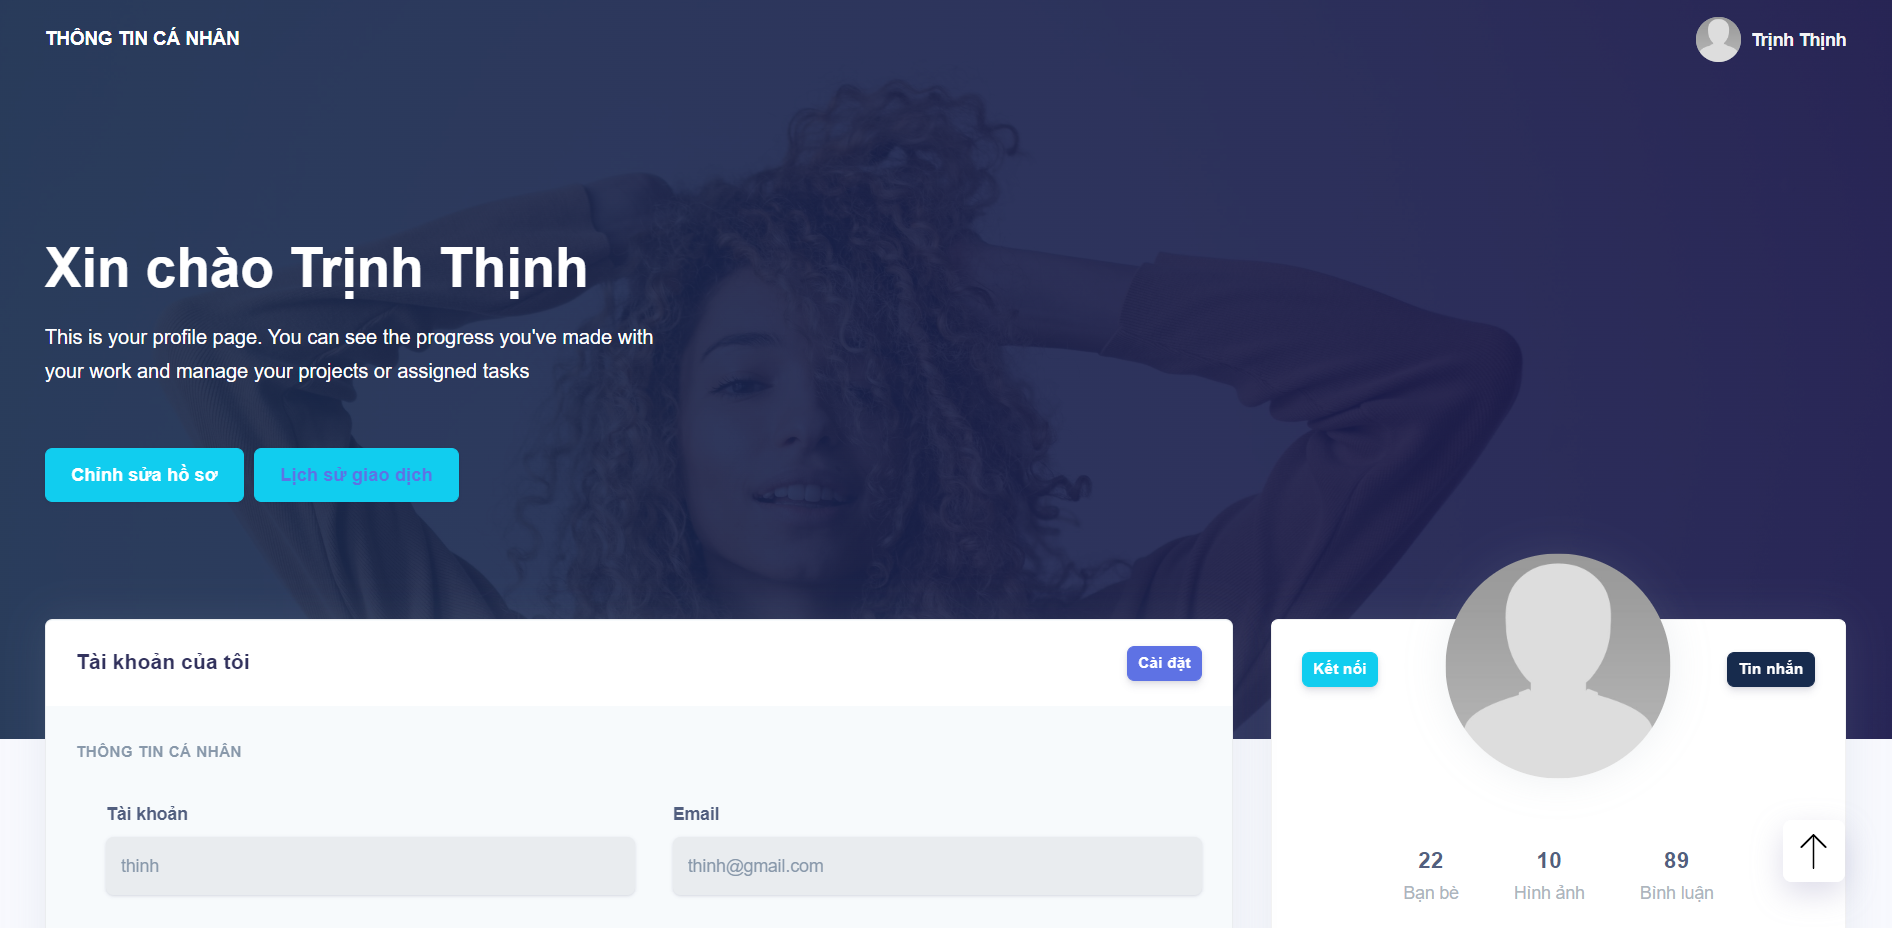 THÔNG TIN CÁ NHÂN
Trịnh Thịnh
Xin chào Trịnh Thịnh
This is your profile page. You can see the progress you've made with
your work and manage your projects or assigned tasks
Chỉnh sửa hồ sơ
Lịch sử giao dịch
Tài khoản của tôi
Cài đặt
Kết nối
Tin nhắn
THÔNG TIN CÁ NHÂN
Tài khoản
Email
thinh
thinh@gmail.com
22
10
89
Bạn bè
Hình ảnh
Bình luận